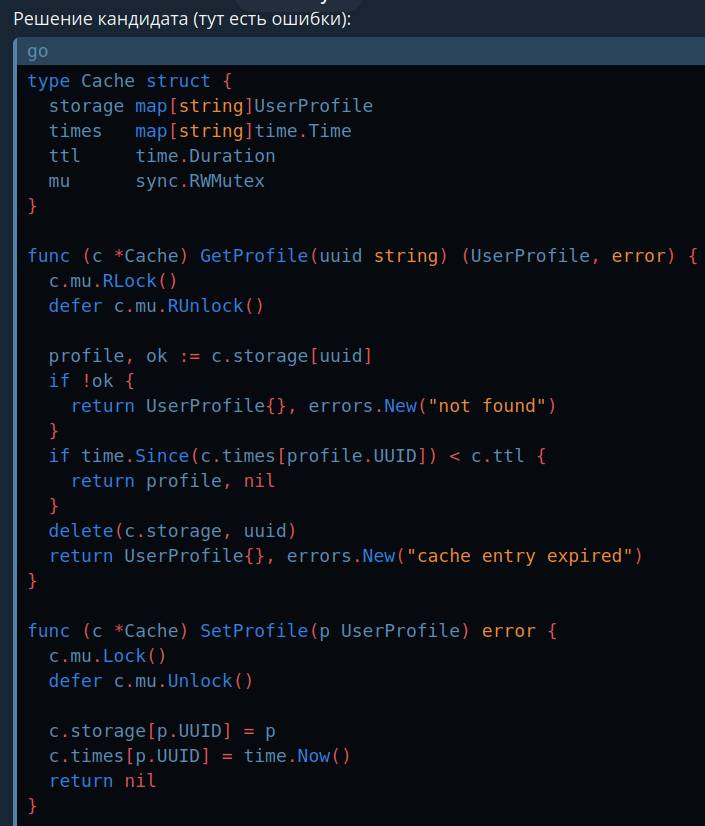 Решение кандидата (тут есть ошибки):
go
type Cache struct {
  storage map[string]UserProfile
  times   map[string]time.Time
  ttl     time.Duration
  mu      sync.RWMutex
}

func (c *Cache) GetProfile(uuid string) (UserProfile, error) {
  c.mu.RLock()
  defer c.mu.RUnlock()

  profile, ok := c.storage[uuid]
  if !ok {
    return UserProfile{}, errors.New("not found")
  }
  if time.Since(c.times[profile.UUID]) < c.ttl {
    return profile, nil
  }
  delete(c.storage, uuid)
  return UserProfile{}, errors.New("cache entry expired")
}

func (c *Cache) SetProfile(p UserProfile) error {
  c.mu.Lock()
  defer c.mu.Unlock()

  c.storage[p.UUID] = p
  c.times[p.UUID] = time.Now()
  return nil
}